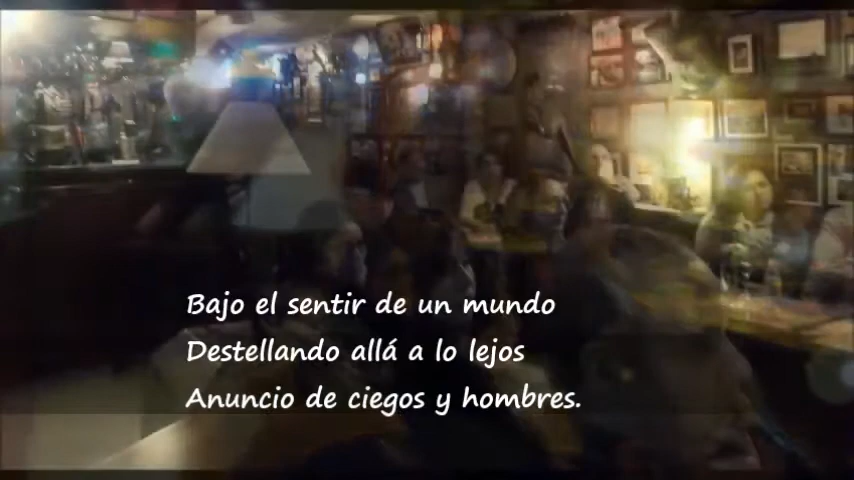 Bajo el sentir de un mundo
Destellando allá a lo lejos
Anuncio de ciegos y hombres.